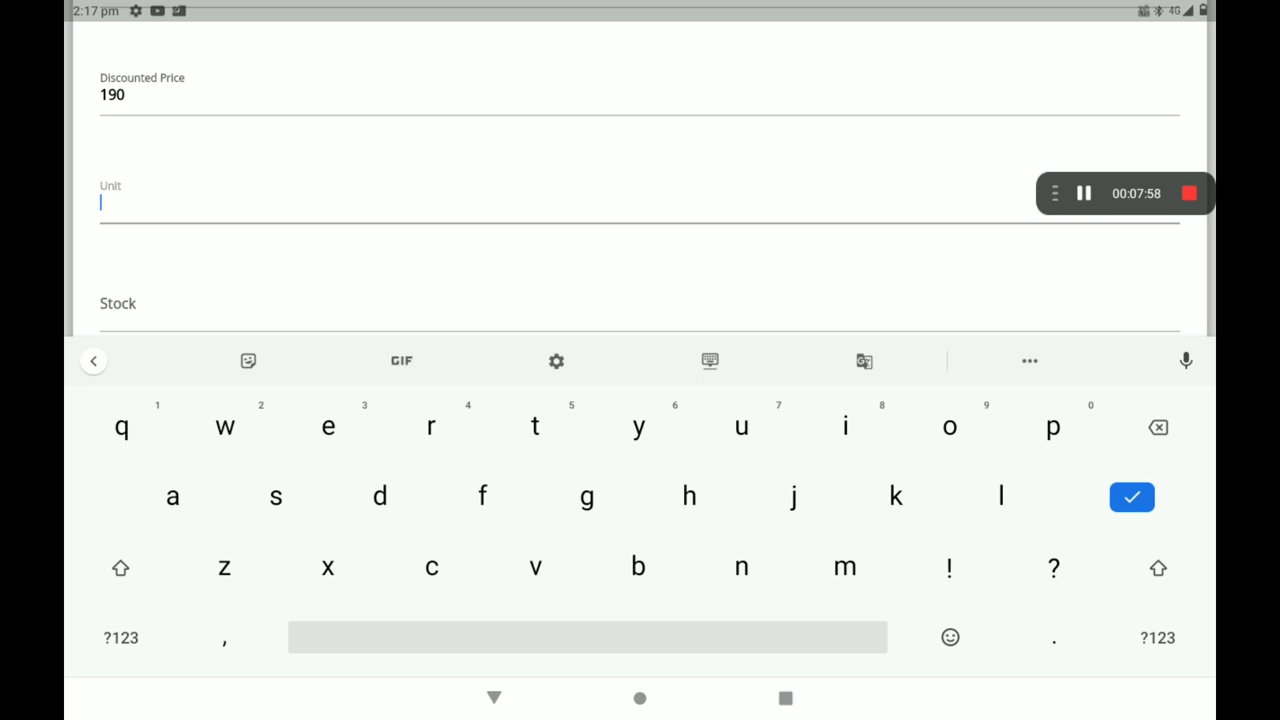 2:17 pm 4G
Discounted Price
190
Unit
00:07:58
Stock
GIF
1 2 3 4 5 6 7 8 9 0
q w e r t y u i o p
a s d f g h j k l
z x c v b n m ! ?
?123 , . ?123